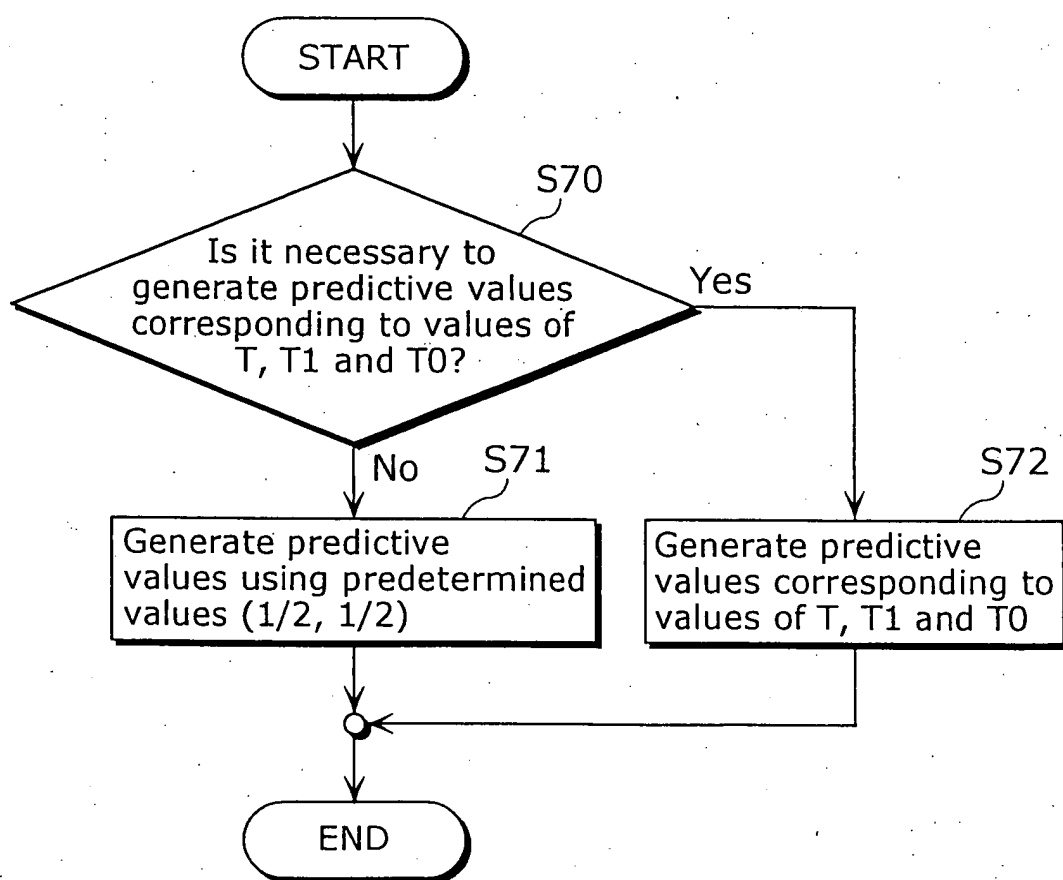 START
S70
Is it necessary to
generate predictive values
corresponding to values of
T, T1 and T0?
Yes
No
S71
S72
Generate predictive
values using predetermined
values (1/2, 1/2)
Generate predictive
values corresponding to
values of T, T1 and T0
END